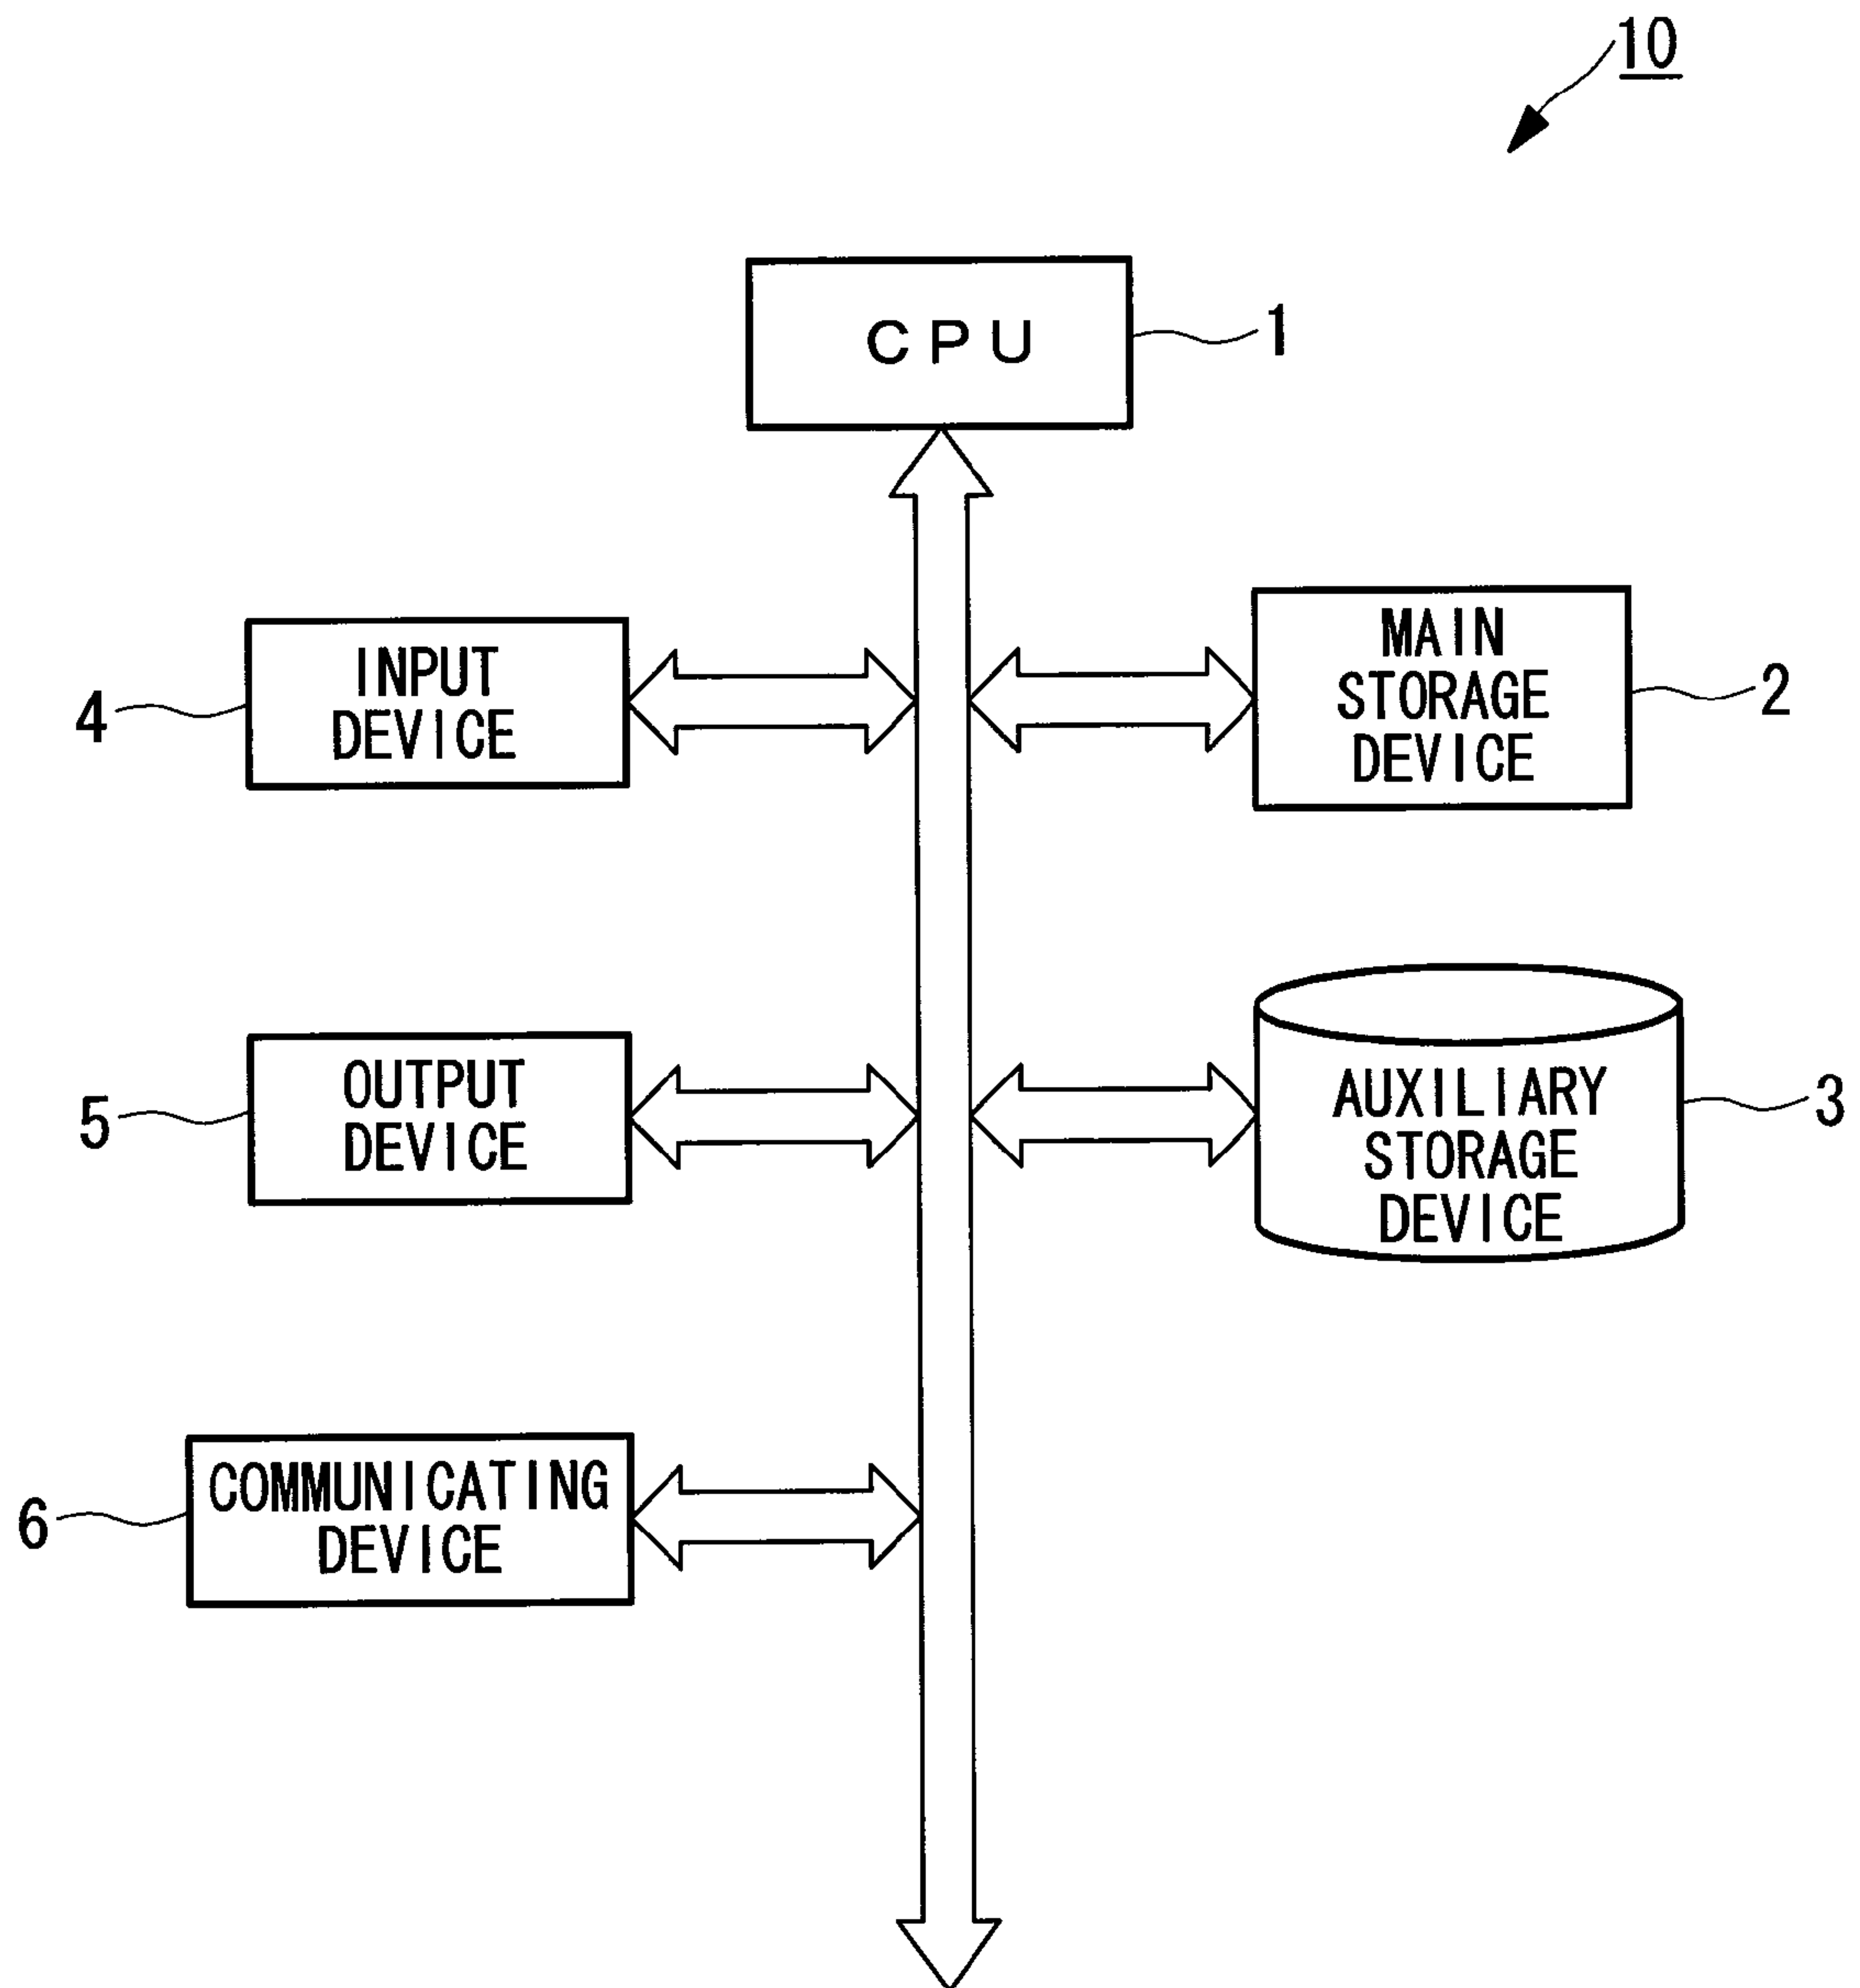 10
CPU
1
INPUT
DEVICE
4
MAIN
STORAGE
DEVICE
2
OUTPUT
DEVICE
5
AUXILIARY
STORAGE
DEVICE
3
COMMUNICATING
DEVICE
6